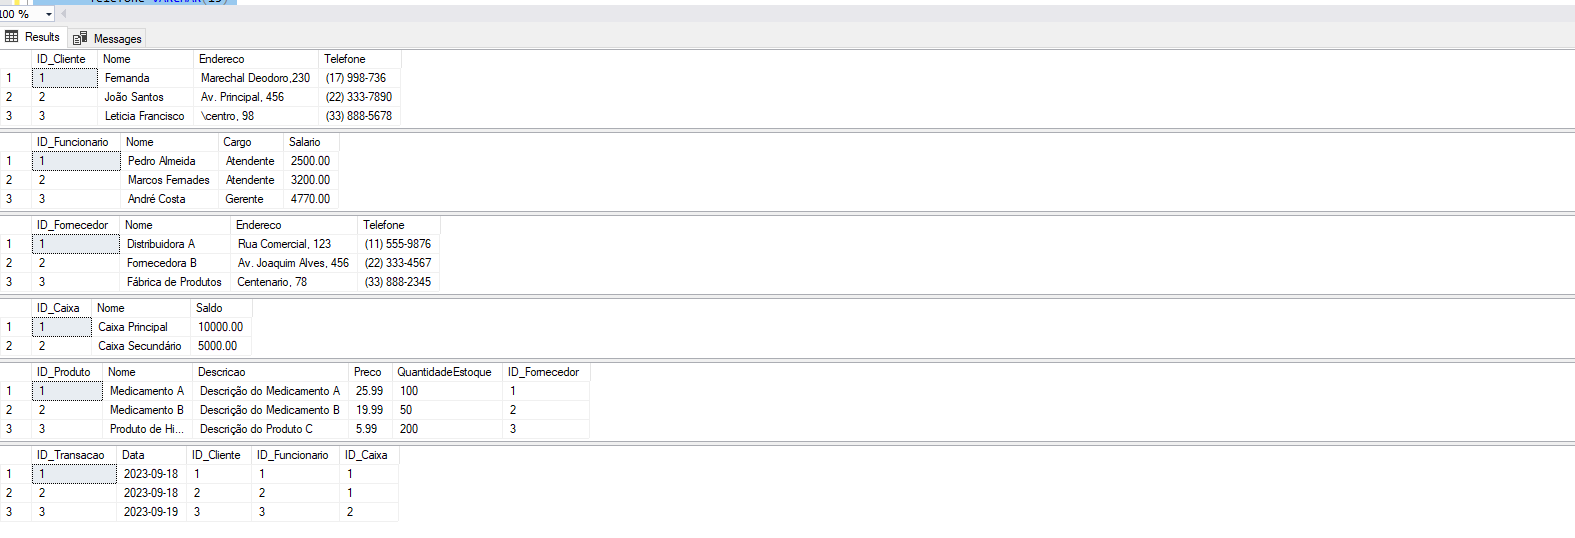 Telefone VARCHAR(15)
100 %
Results Messages
ID_Cliente Nome Endereco Telefone
1 1 Fernanda Marechal Deodoro,230 (17) 998-736
2 2 João Santos Av. Principal, 456 (22) 333-7890
3 3 Leticia Francisco \centro, 98 (33) 888-5678
ID_Funcionario Nome Cargo Salario
1 1 Pedro Almeida Atendente 2500.00
2 2 Marcos Fernades Atendente 3200.00
3 3 André Costa Gerente 4770.00
ID_Fornecedor Nome Endereco Telefone
1 1 Distribuidora A Rua Comercial, 123 (11) 555-9876
2 2 Fornecedora B Av. Joaquim Alves, 456 (22) 333-4567
3 3 Fábrica de Produtos Centenario, 78 (33) 888-2345
ID_Caixa Nome Saldo
1 1 Caixa Principal 10000.00
2 2 Caixa Secundário 5000.00
ID_Produto Nome Descricao Preco QuantidadeEstoque ID_Fornecedor
1 1 Medicamento A Descrição do Medicamento A 25.99 100 1
2 2 Medicamento B Descrição do Medicamento B 19.99 50 2
3 3 Produto de Hi... Descrição do Produto C 5.99 200 3
ID_Transacao Data ID_Cliente ID_Funcionario ID_Caixa
1 1 2023-09-18 1 1 1
2 2 2023-09-18 2 2 1
3 3 2023-09-19 3 3 2